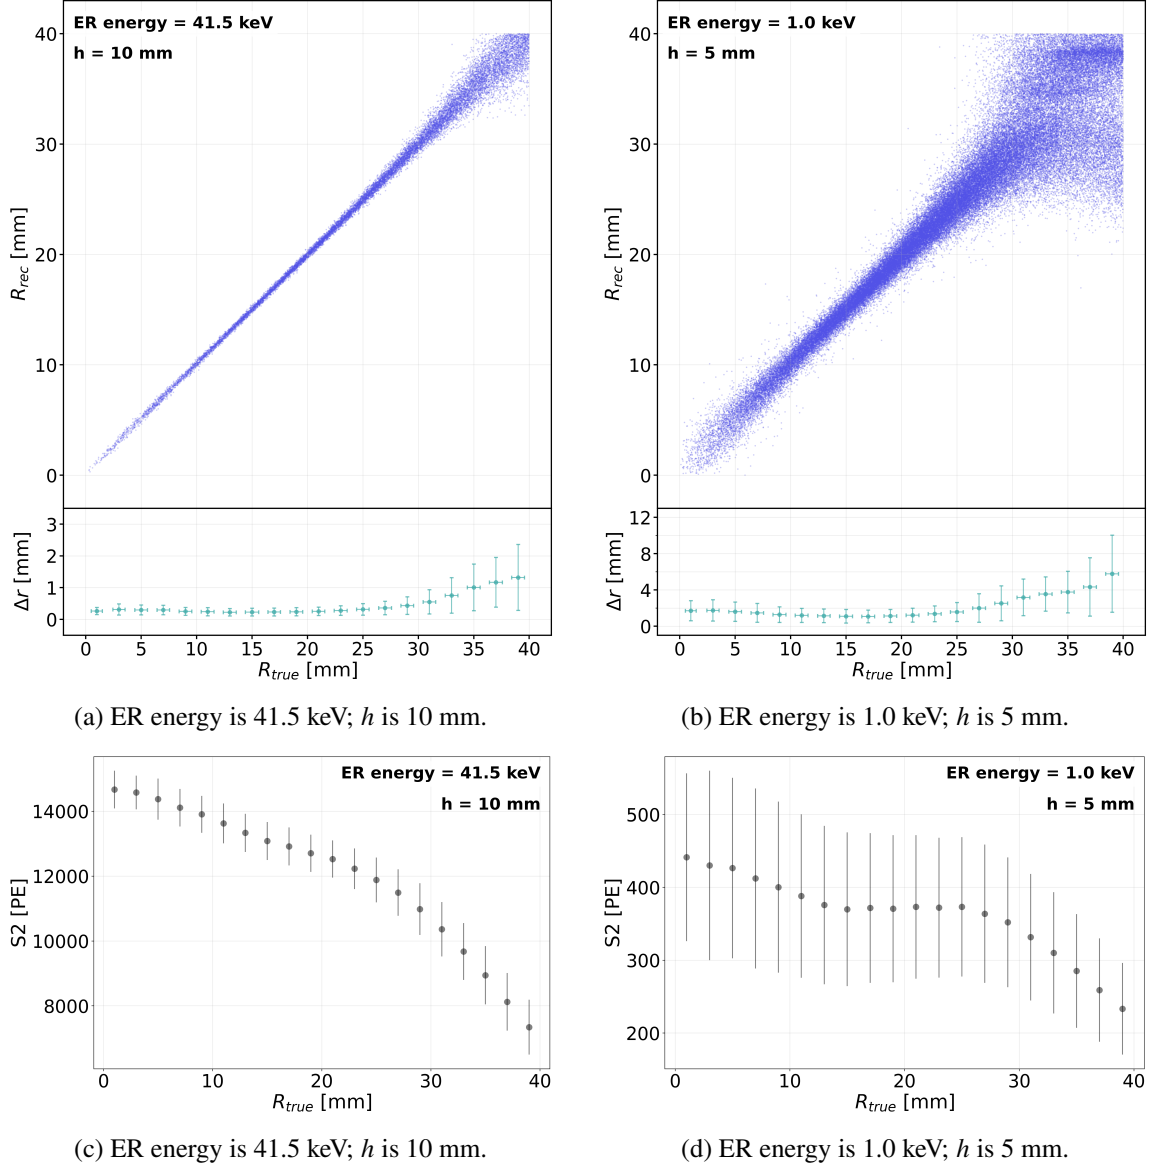 ER energy = 41.5 keV
h = 10 mm
40
30
20
10
0
R_rec [mm]
3
2
1
0
Δr [mm]
0 5 10 15 20 25 30 35 40
R_true [mm]
(a) ER energy is 41.5 keV; h is 10 mm.
ER energy = 1.0 keV
h = 5 mm
40
30
20
10
0
R_rec [mm]
12
8
4
0
Δr [mm]
0 5 10 15 20 25 30 35 40
R_true [mm]
(b) ER energy is 1.0 keV; h is 5 mm.
ER energy = 41.5 keV
h = 10 mm
14000
12000
10000
8000
S2 [PE]
0 10 20 30 40
R_true [mm]
(c) ER energy is 41.5 keV; h is 10 mm.
ER energy = 1.0 keV
h = 5 mm
500
400
300
200
S2 [PE]
0 10 20 30 40
R_true [mm]
(d) ER energy is 1.0 keV; h is 5 mm.